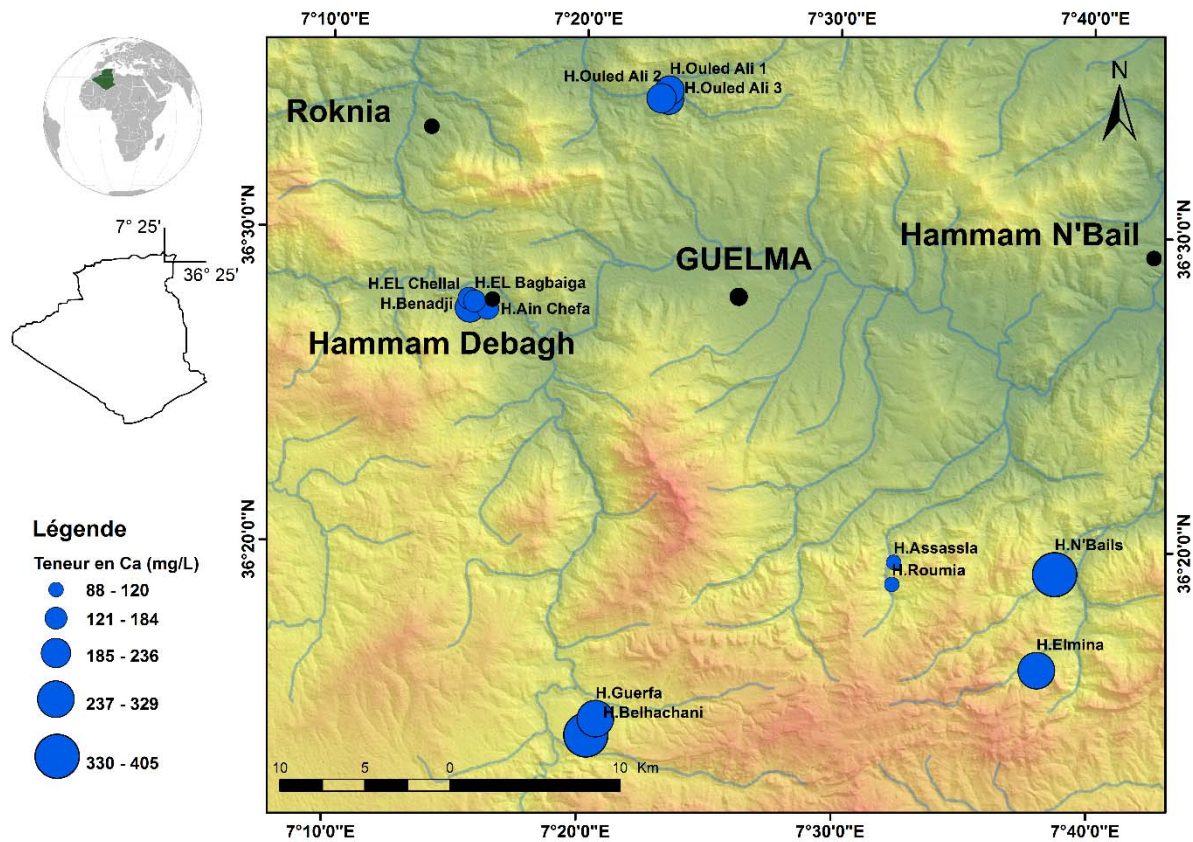 7°10'0"E 7°20'0"E 7°30'0"E 7°40'0"E
N
H.Ouled Ali 1
H.Ouled Ali 2
H.Ouled Ali 3
Roknia
36°30'0"N
36°30'0"N
7° 25'
36° 25'
Hammam N'Bail
GUELMA
H.EL Chellal H.EL Bagbaiga
H.Benadji H.Ain Chefa
Hammam Debagh
36°20'0"N
36°20'0"N
H.Assassla
H.N'Bails
H.Roumia
H.Elmina
H.Guerfa
H.Belhachani
Légende
Teneur en Ca (mg/L)
88 - 120
121 - 184
185 - 236
237 - 329
330 - 405
10 5 0 10 Km
7°10'0"E 7°20'0"E 7°30'0"E 7°40'0"E